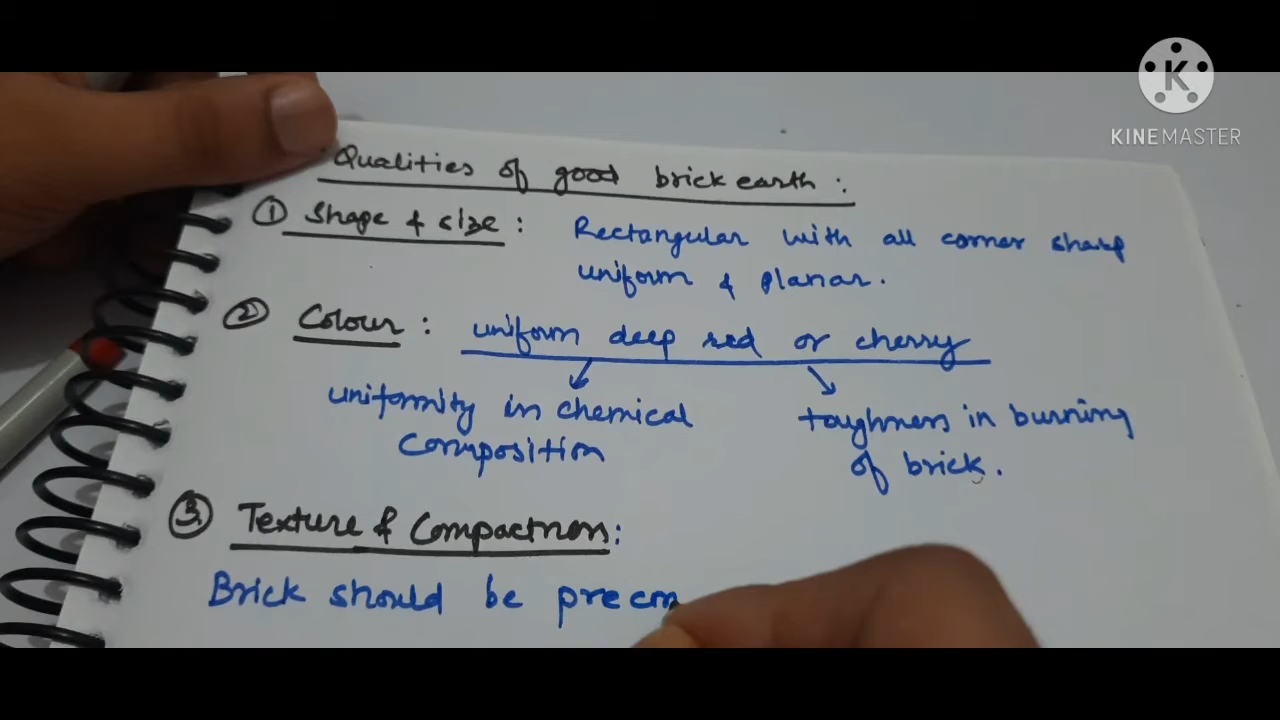 Qualities of good brick earth :
① Shape & size : Rectangular with all corner sharp
uniform & planar.
② Colour : uniform deep red or cherry
uniformity in chemical
composition
toughness in burning
of brick.
③ Texture & Compactness:
Brick should be precm
K
KINEMASTER